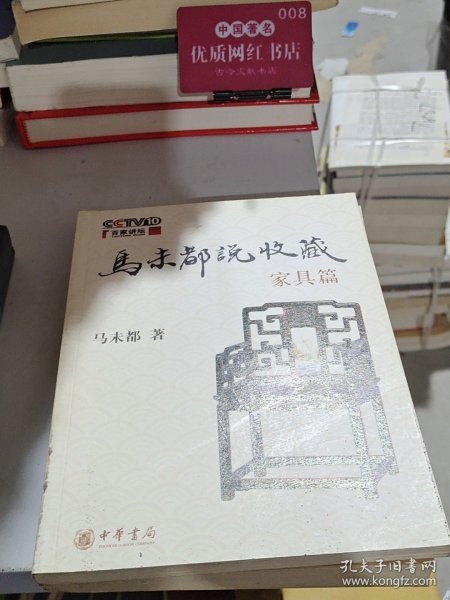 008
中国著名
优质网红书店
古今文献书店
CCTV10
百家讲坛
馬未都説收藏
家具篇
马未都 著
中華書局
孔夫子旧书网
www.kongfz.com